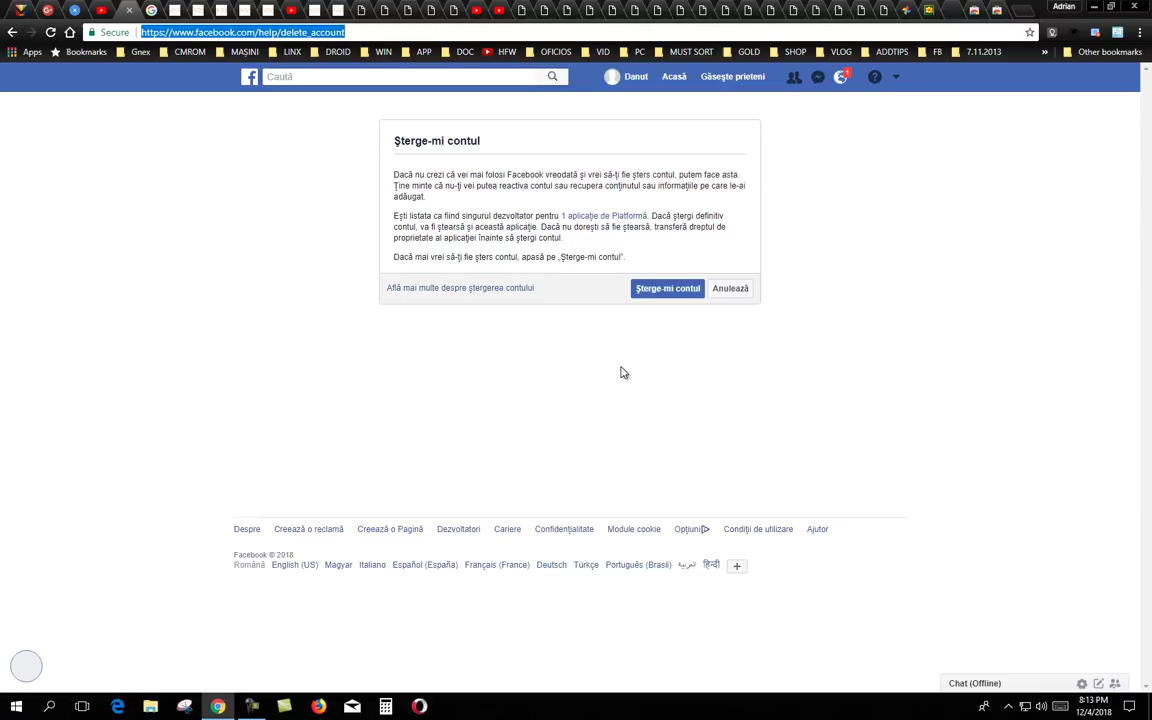 Adrian
Secure https://www.facebook.com/help/delete_account
Apps Bookmarks Gnex CMROM MAȘINI LINX DROID WIN APP DOC HFW OFICIOS VID PC MUST SORT GOLD SHOP VLOG ADDTIPS FB 7.11.2013 » Other bookmarks
Caută Danut Acasă Găsește prieteni 1
Șterge-mi contul
Dacă nu crezi că vei mai folosi Facebook vreodată și vrei să-ți fie șters contul, putem face asta.
Ține minte că nu-ți vei putea reactiva contul sau recupera conținutul sau informațiile pe care le-ai
adăugat.
Ești listata ca fiind singurul dezvoltator pentru 1 aplicație de Platformă. Dacă ștergi definitiv
contul, va fi ștearsă și această aplicație. Dacă nu dorești să fie ștearsă, transferă dreptul de
proprietate al aplicației înainte să ștergi contul.
Dacă mai vrei să-ți fie șters contul, apasă pe „Șterge-mi contul”.
Află mai multe despre ștergerea contului Șterge-mi contul Anulează
Despre Creează o reclamă Creează o Pagină Dezvoltatori Cariere Confidențialitate Module cookie Opțiuni Condiții de utilizare Ajutor
Facebook © 2018
Română English (US) Magyar Italiano Español (España) Français (France) Deutsch Türkçe Português (Brasil) العربية हिन्दी
Chat (Offline)
8:13 PM
12/4/2018